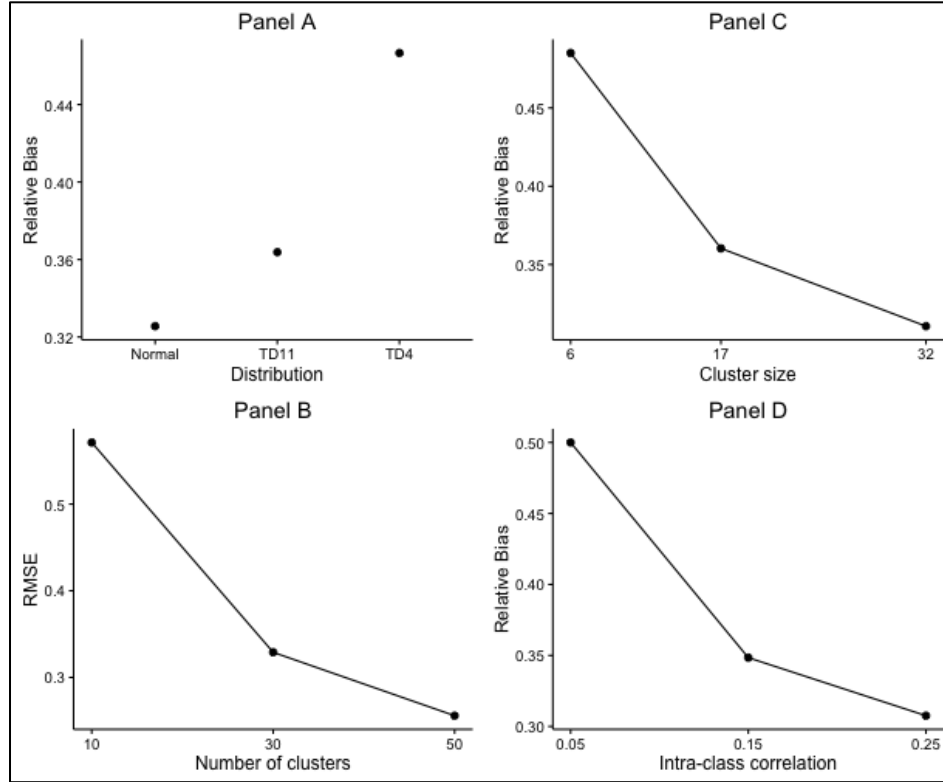 Panel A
Relative Bias
0.44
0.40
0.36
0.32
Normal TD11 TD4
Distribution
Panel C
Relative Bias
0.45
0.40
0.35
6 17 32
Cluster size
Panel B
RMSE
0.5
0.4
0.3
10 30 50
Number of clusters
Panel D
Relative Bias
0.50
0.45
0.40
0.35
0.30
0.05 0.15 0.25
Intra-class correlation